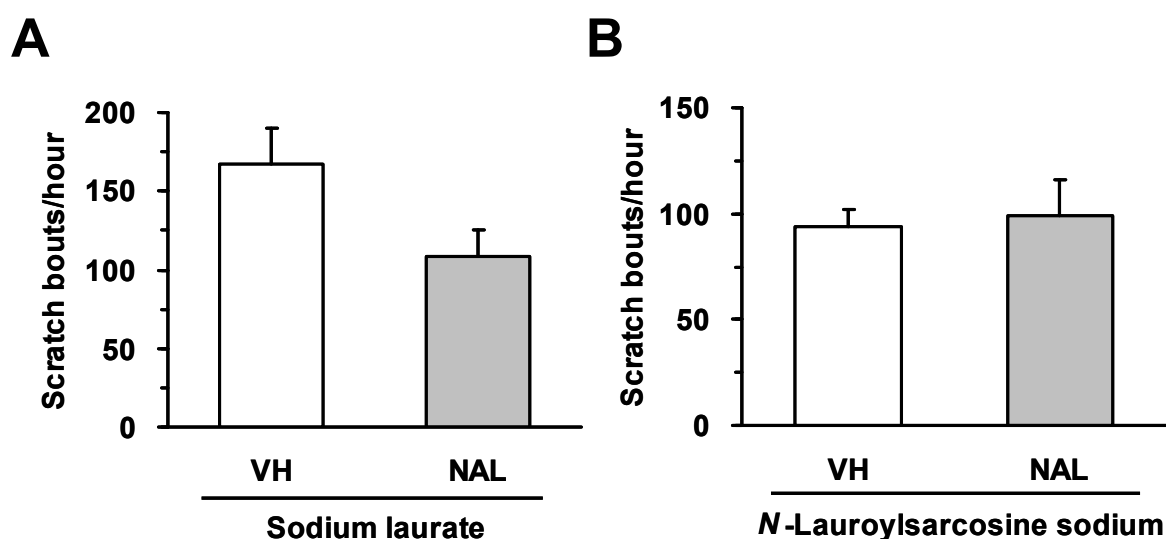 A
Scratch bouts/hour
200
150
100
50
0
VH NAL
Sodium laurate
B
Scratch bouts/hour
150
100
50
0
VH NAL
N-Lauroylsarcosine sodium